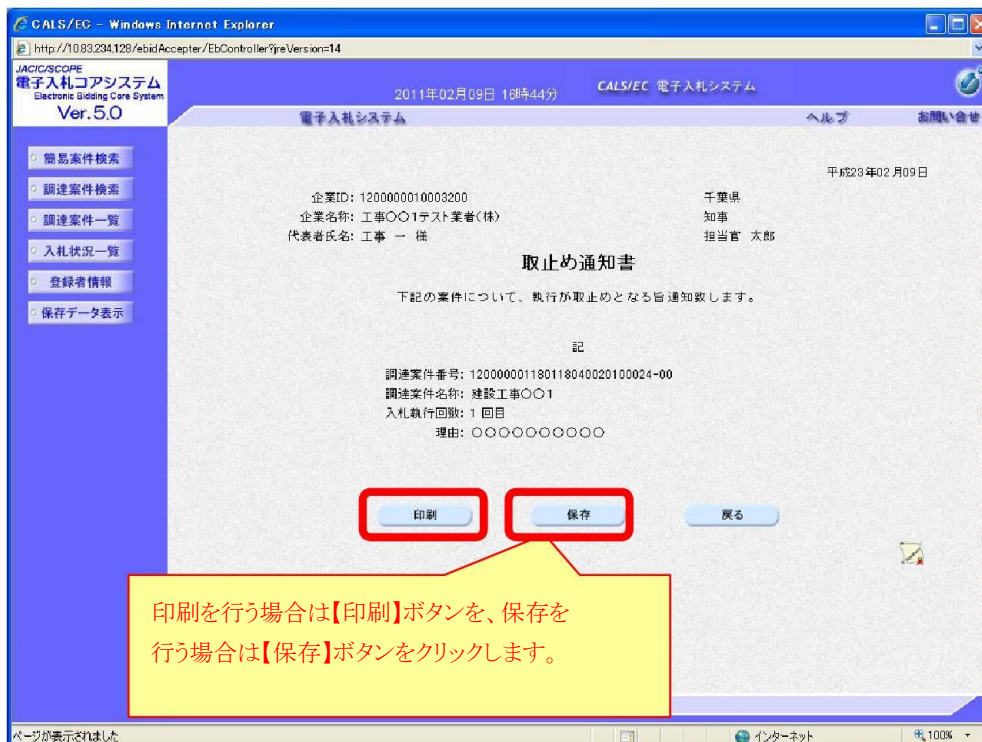 CALS/EC - Windows Internet Explorer
http://10.83.234.128/ebidAccepter/EbController?jreVersion=14
JACIC/SCOPE
電子入札コアシステム
Electronic Bidding Core System
Ver.5.0
2011年02月09日 16時44分
CALS/EC 電子入札システム
電子入札システム
ヘルプ
お問い合せ
簡易案件検索
調達案件検索
調達案件一覧
入札状況一覧
登録者情報
保存データ表示
平成23年02月09日
企業ID: 1200000010003200
千葉県
企業名称: 工事〇〇1テスト業者(株)
知事
代表者氏名: 工事 一 様
担当官 太郎
取止め通知書
下記の案件について、執行が取止めとなる旨通知致します。
記
調達案件番号: 120000001180118040020100024-00
調達案件名称: 建設工事〇〇1
入札執行回数: 1 回目
理由: 〇〇〇〇〇〇〇〇〇〇
印刷
保存
戻る
印刷を行う場合は【印刷】ボタンを、保存を
行う場合は【保存】ボタンをクリックします。
ページが表示されました
インターネット
100%